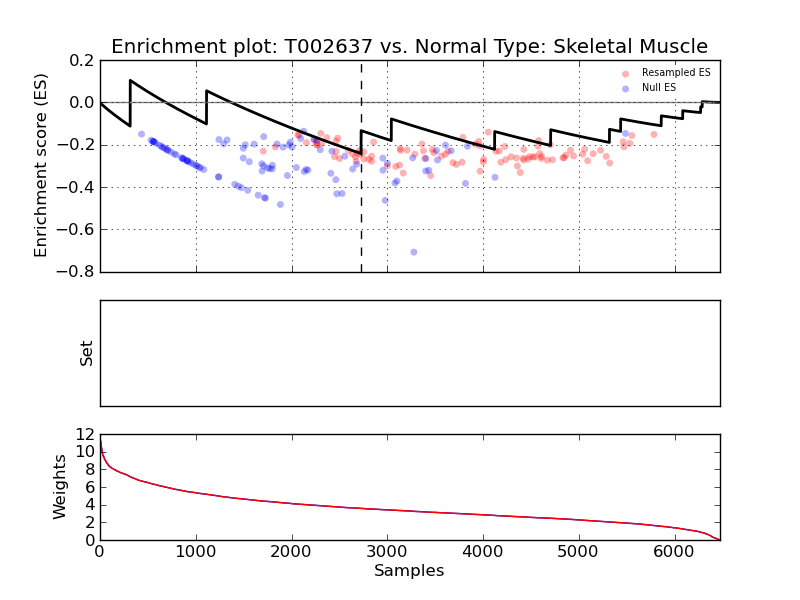 Enrichment plot: T002637 vs. Normal Type: Skeletal Muscle
0.2
0.0
−0.2
−0.4
−0.6
−0.8
Enrichment score (ES)
Resampled ES
Null ES
Set
12
10
8
6
4
2
0
Weights
0 1000 2000 3000 4000 5000 6000
Samples